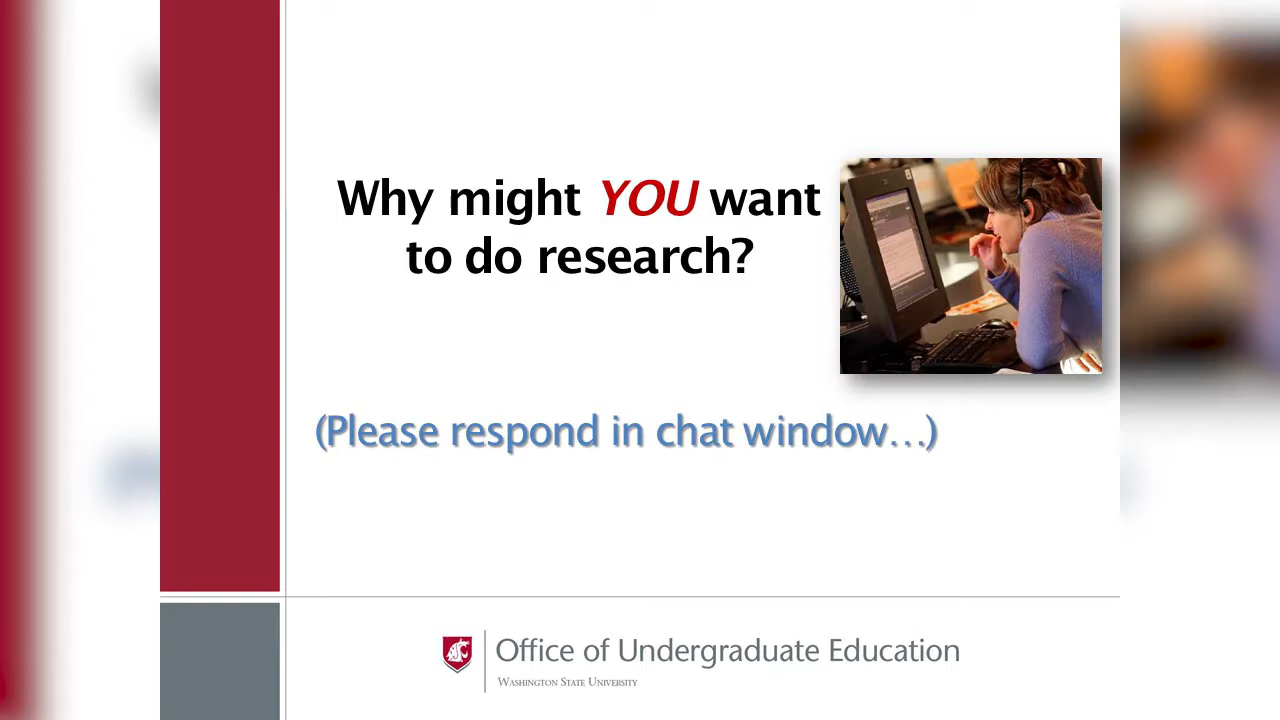 Why might YOU want
to do research?
(Please respond in chat window...)
Office of Undergraduate Education
WASHINGTON STATE UNIVERSITY